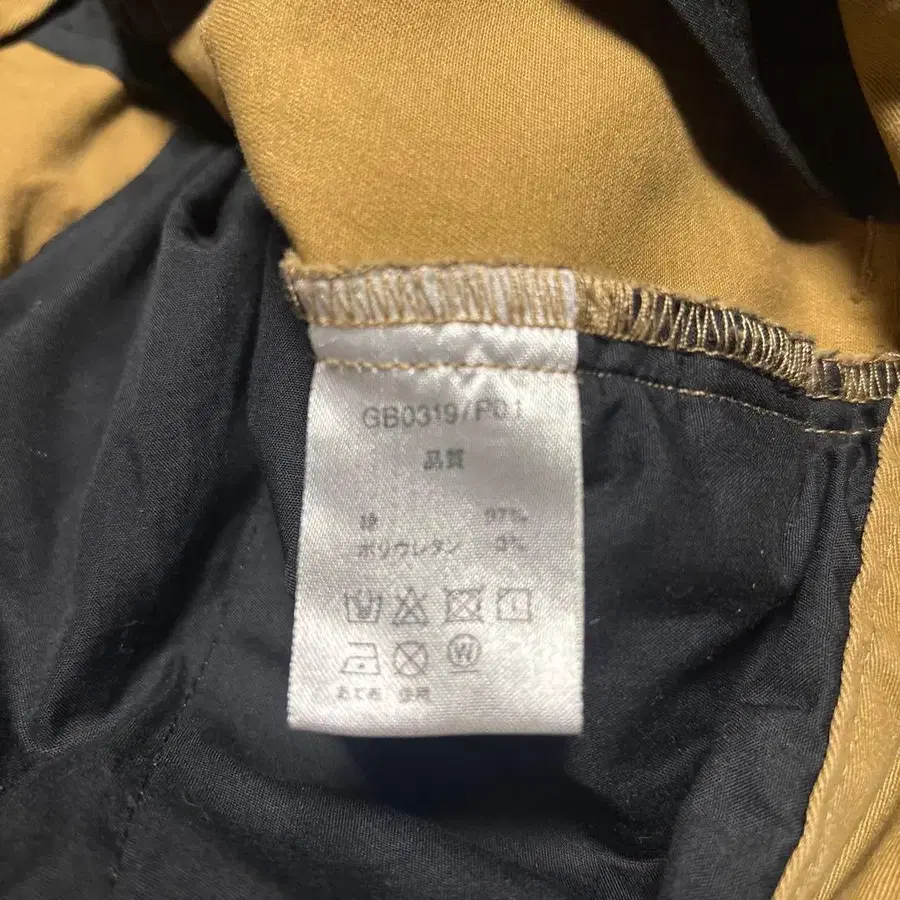 GB0319/P01
品質
綿 97%
ポリウレタン 3%
W
あて布 使用